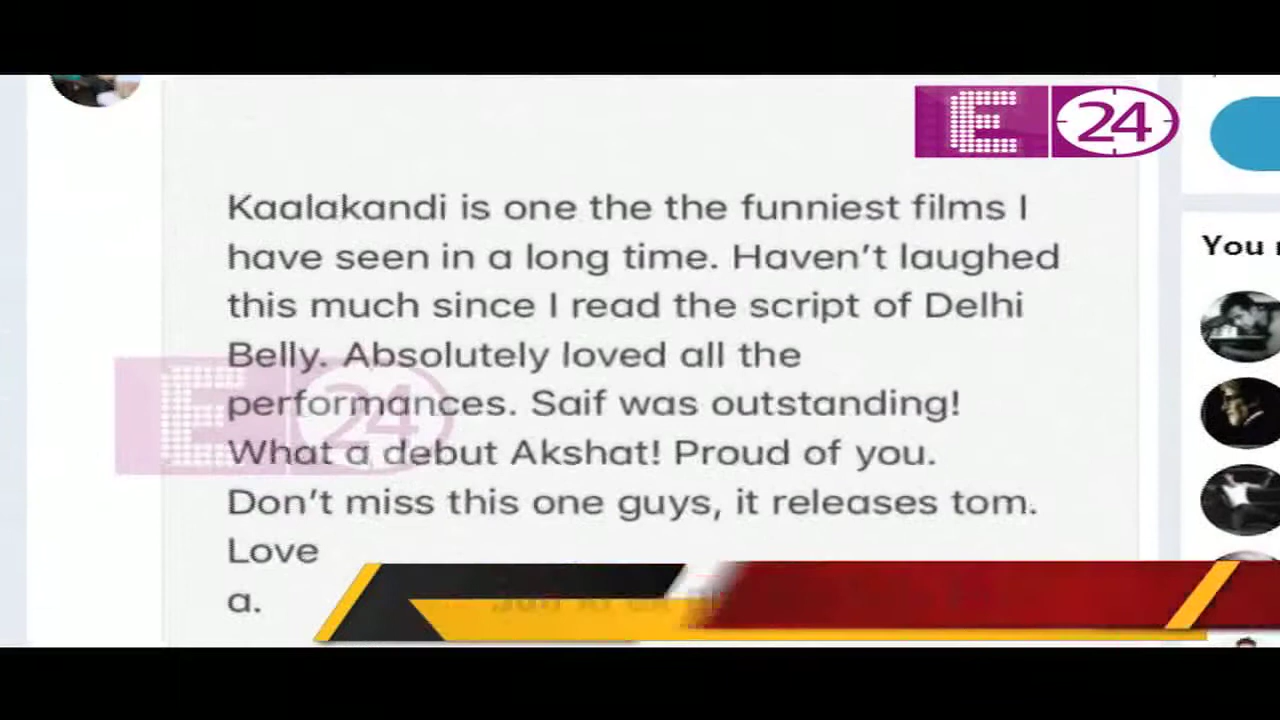 E 24
Kaalakandi is one the the funniest films I
have seen in a long time. Haven't laughed
this much since I read the script of Delhi
Belly. Absolutely loved all the
performances. Saif was outstanding!
What a debut Akshat! Proud of you.
Don't miss this one guys, it releases tom.
Love
a.
E 24
You